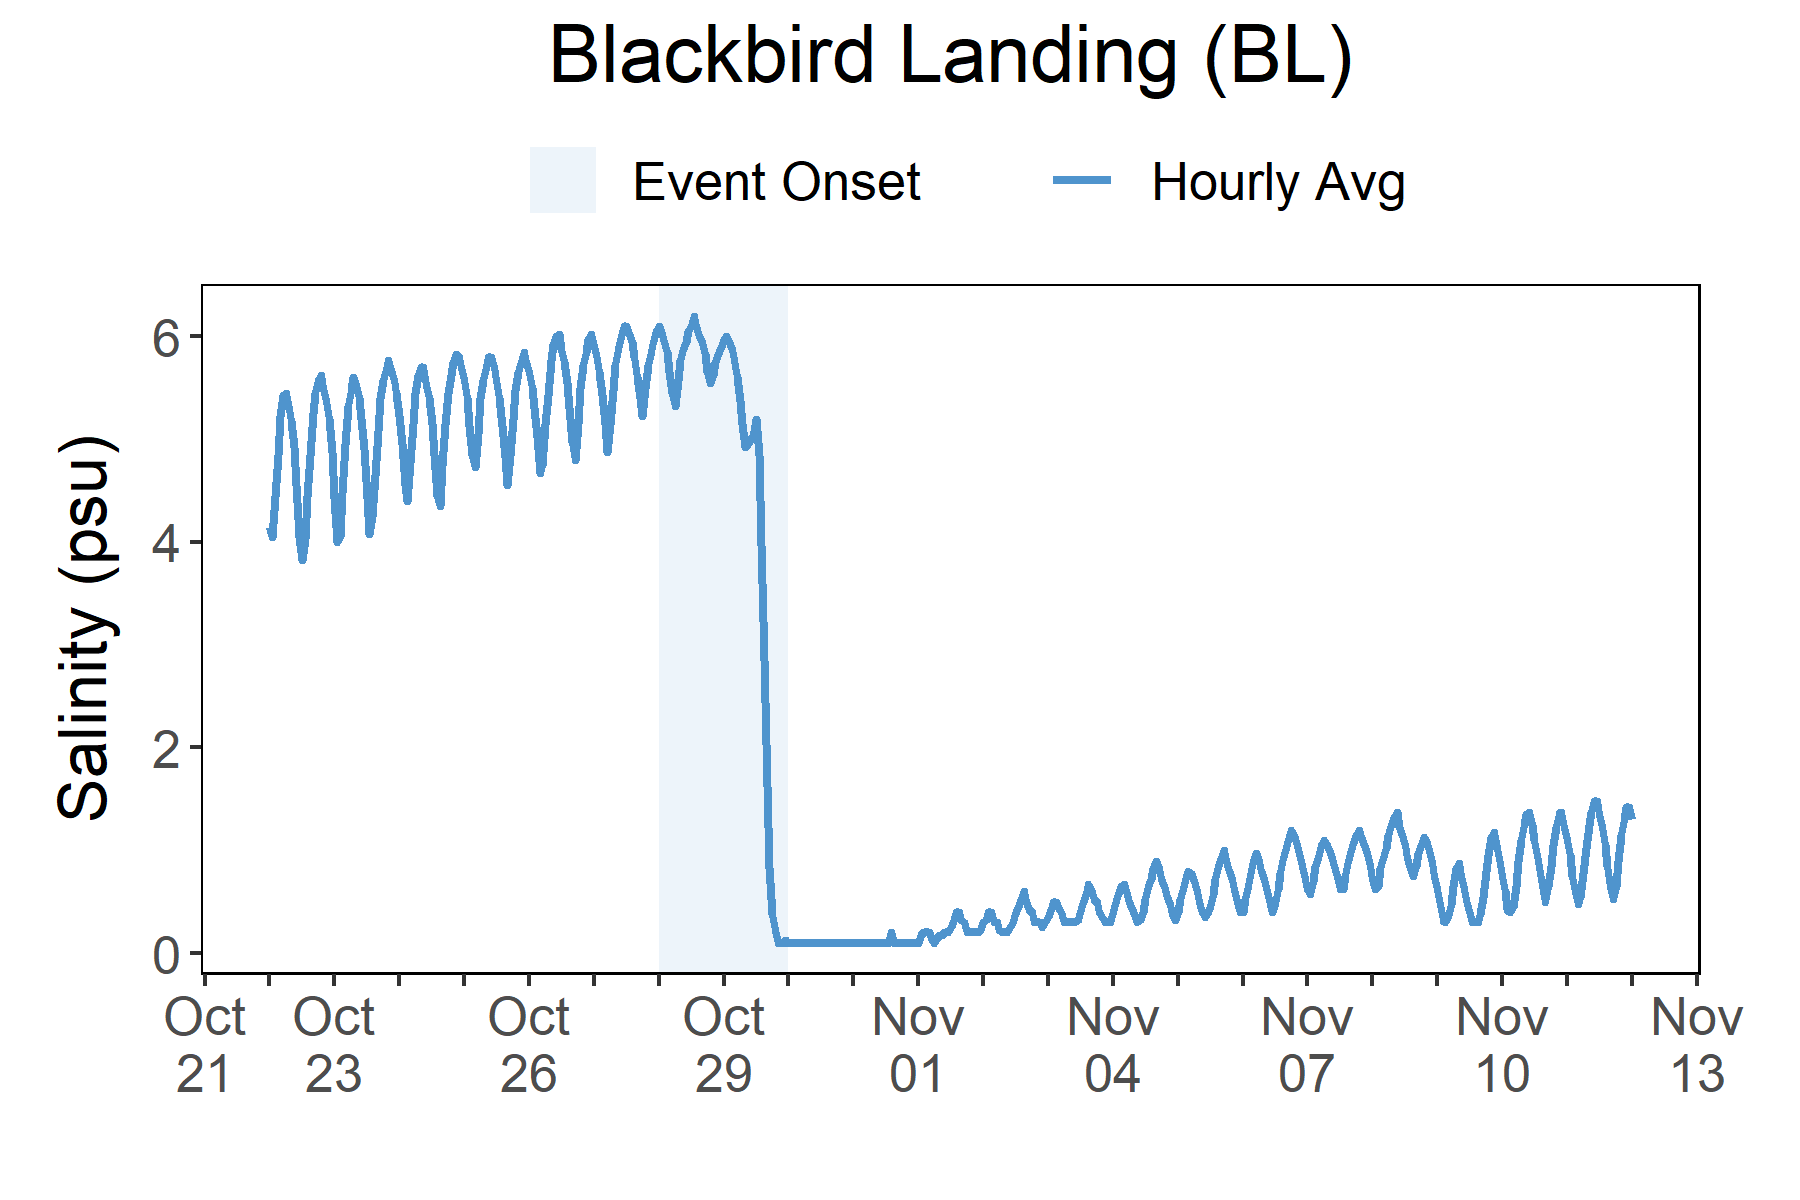 Blackbird Landing (BL)
Event Onset Hourly Avg
Salinity (psu)
6
4
2
0
Oct Oct Oct Oct Nov Nov Nov Nov Nov
21 23 26 29 01 04 07 10 13